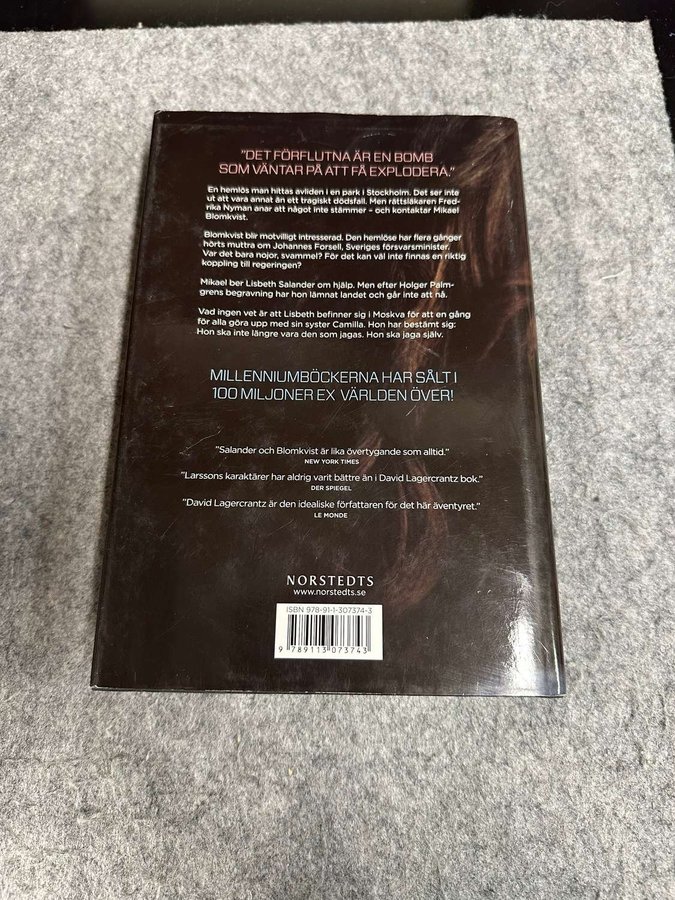 ”DET FÖRFLUTNA ÄR EN BOMB
SOM VÄNTAR PÅ ATT FÅ EXPLODERA.”
En hemlös man hittas avliden i en park i Stockholm. Det ser inte
ut att vara annat än ett tragiskt dödsfall. Men rättsläkaren Fred-
rika Nyman anar att något inte stämmer – och kontaktar Mikael
Blomkvist.
Blomkvist blir motvilligt intresserad. Den hemlöse har flera gånger
hörts muttra om Johannes Forsell, Sveriges försvarsminister.
Var det bara nojor, svammel? För det kan väl inte finnas en riktig
koppling till regeringen?
Mikael ber Lisbeth Salander om hjälp. Men efter Holger Palm-
grens begravning har hon lämnat landet och går inte att nå.
Vad ingen vet är att Lisbeth befinner sig i Moskva för att en gång
för alla göra upp med sin syster Camilla. Hon har bestämt sig:
Hon ska inte längre vara den som jagas. Hon ska jaga själv.
MILLENNIUMBÖCKERNA HAR SÅLT I
100 MILJONER EX VÄRLDEN ÖVER!
”Salander och Blomkvist är lika övertygande som alltid.”
NEW YORK TIMES
”Larssons karaktärer har aldrig varit bättre än i David Lagercrantz bok.”
DER SPIEGEL
”David Lagercrantz är den idealiske författaren för det här äventyret.”
LE MONDE
NORSTEDTS
www.norstedts.se
ISBN 978-91-1-307374-3
9 789113 073743